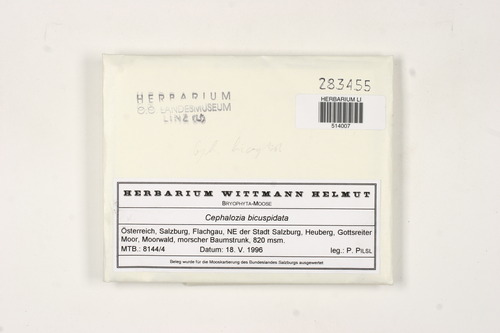 283455
HERBARIUM
O.Ö. LANDESMUSEUM
LINZ (LI)
HERBARIUM LI
514007
HERBARIUM WITTMANN HELMUT
BRYOPHYTA-MOOSE
Cephalozia bicuspidata
Österreich, Salzburg, Flachgau, NE der Stadt Salzburg, Heuberg, Gottsreiter
Moor, Moorwald, morscher Baumstrunk, 820 msm.
MTB.: 8144/4 Datum: 18. V. 1996 leg.: P. PILSL
Beleg wurde für die Mooskartierung des Bundeslandes Salzburgs ausgewertet